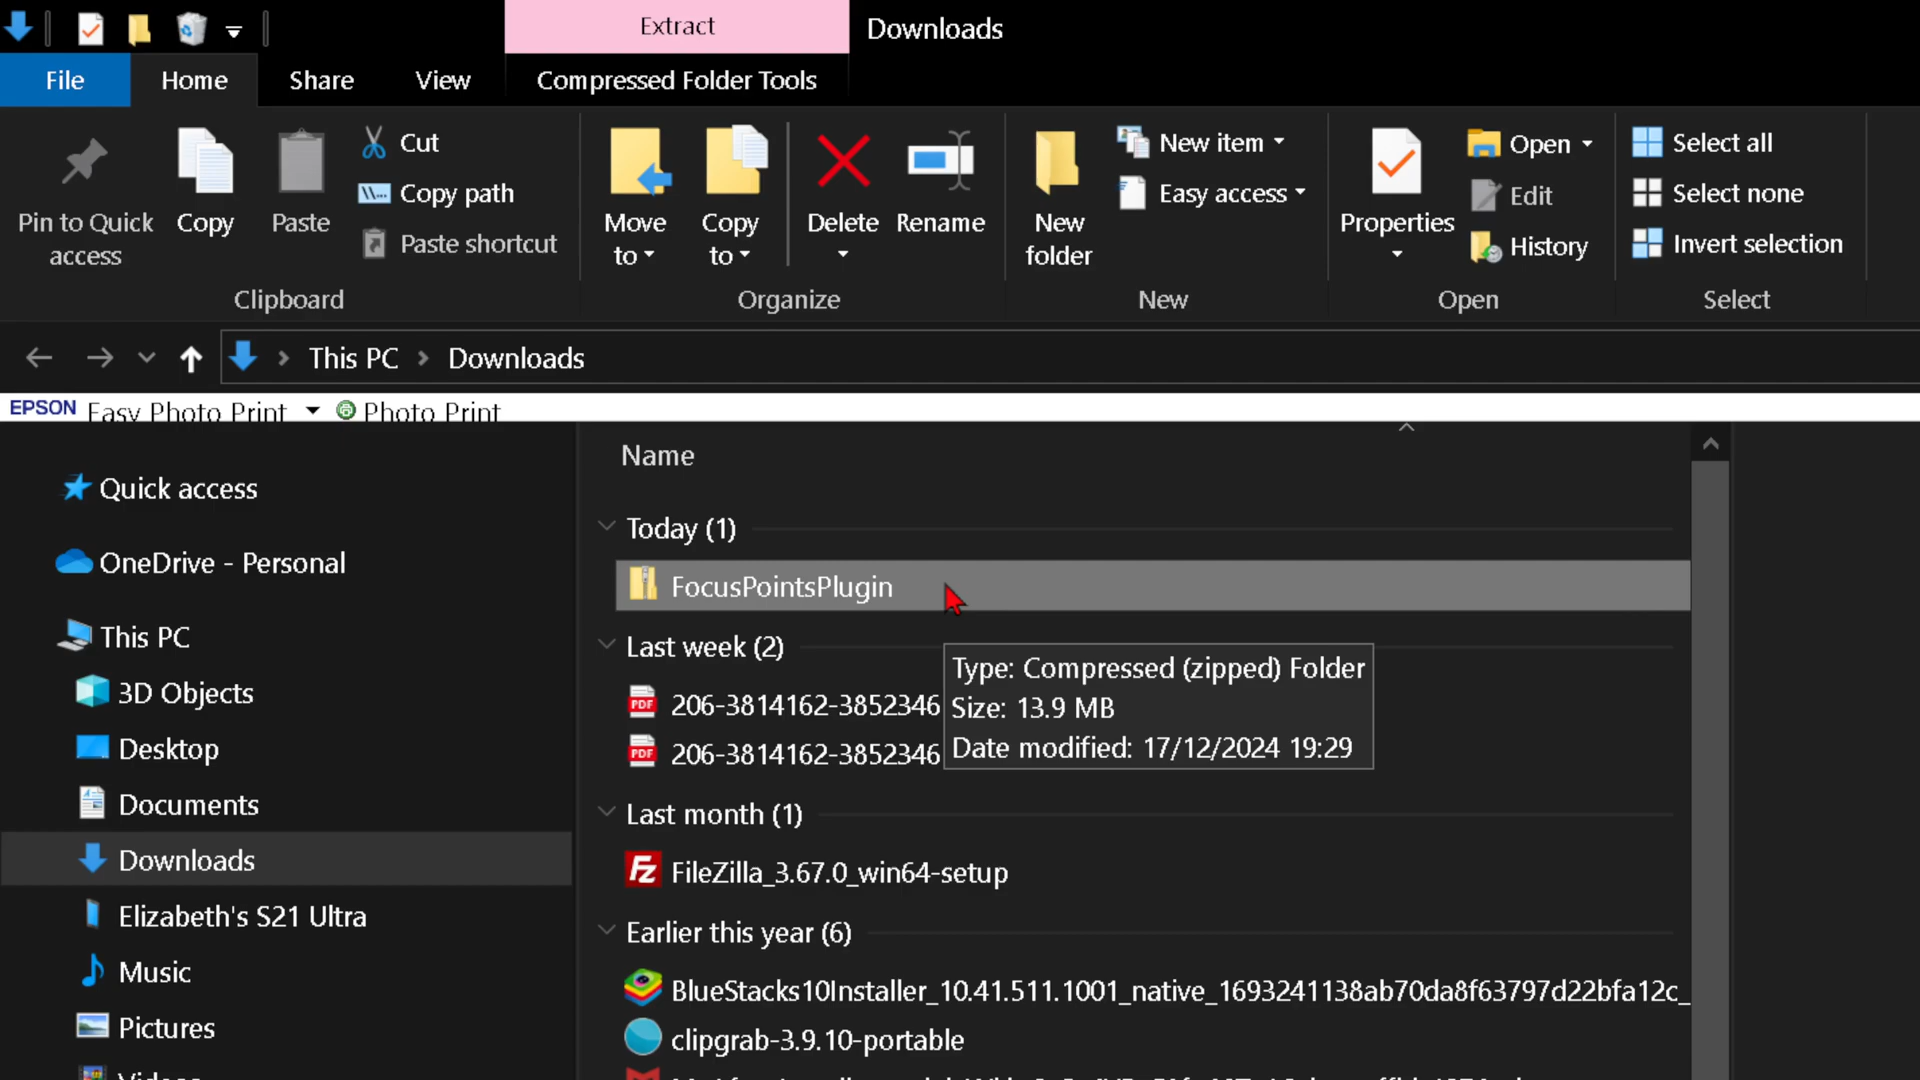 Extract
Downloads
File
Home
Share
View
Compressed Folder Tools
Pin to Quick access
Copy
Paste
Cut
Copy path
Paste shortcut
Clipboard
Move to
Copy to
Delete
Rename
Organize
New folder
New item
Easy access
New
Properties
Open
Edit
History
Open
Select all
Select none
Invert selection
Select
This PC
Downloads
EPSON Easy Photo Print Photo Print
Quick access
OneDrive - Personal
This PC
3D Objects
Desktop
Documents
Downloads
Elizabeth's S21 Ultra
Music
Pictures
Videos
Name
Today (1)
FocusPointsPlugin
Last week (2)
206-3814162-3852346
206-3814162-3852346
Type: Compressed (zipped) Folder
Size: 13.9 MB
Date modified: 17/12/2024 19:29
Last month (1)
FileZilla_3.67.0_win64-setup
Earlier this year (6)
BlueStacks10Installer_10.41.511.1001_native_1693241138ab70da8f63797d22bfa12c_
clipgrab-3.9.10-portable